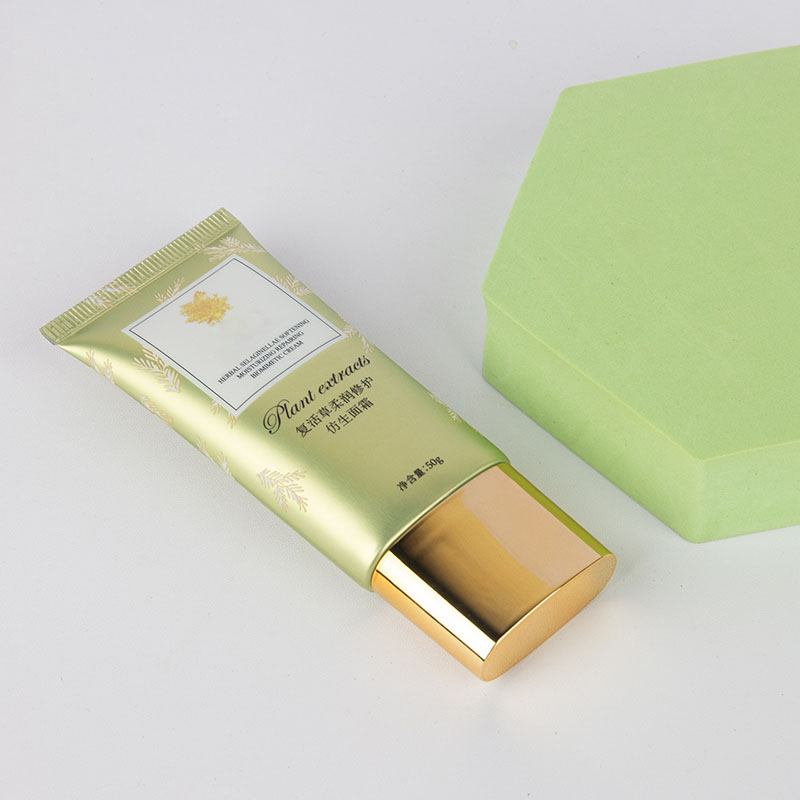 HERBAL SELAGINELLAE SOFTENING
MOISTURIZING REPAIRING
BIOMIMETIC CREAM
Plant extracts
复活草柔润修护
仿生面霜
净含量:50g